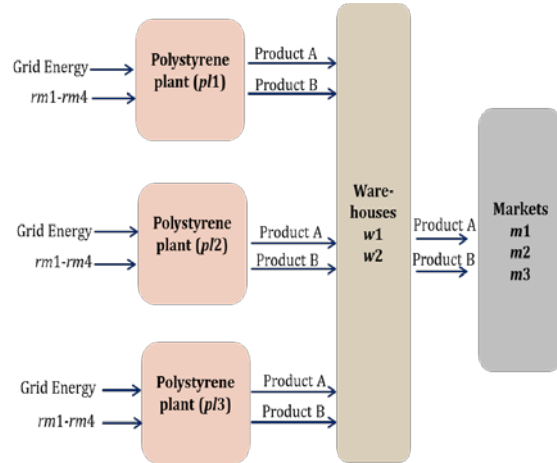 Grid Energy
rm1-rm4
Polystyrene
plant (pl1)
Product A
Product B
Grid Energy
rm1-rm4
Polystyrene
plant (pl2)
Product A
Product B
Grid Energy
rm1-rm4
Polystyrene
plant (pl3)
Product A
Product B
Ware-
houses
w1
w2
Product A
Product B
Markets
m1
m2
m3